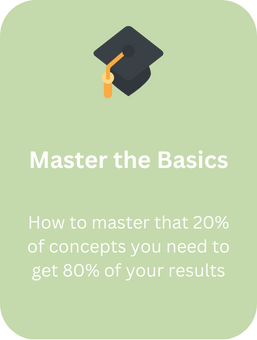 Master the Basics
How to master that 20%
of concepts you need to
get 80% of your results